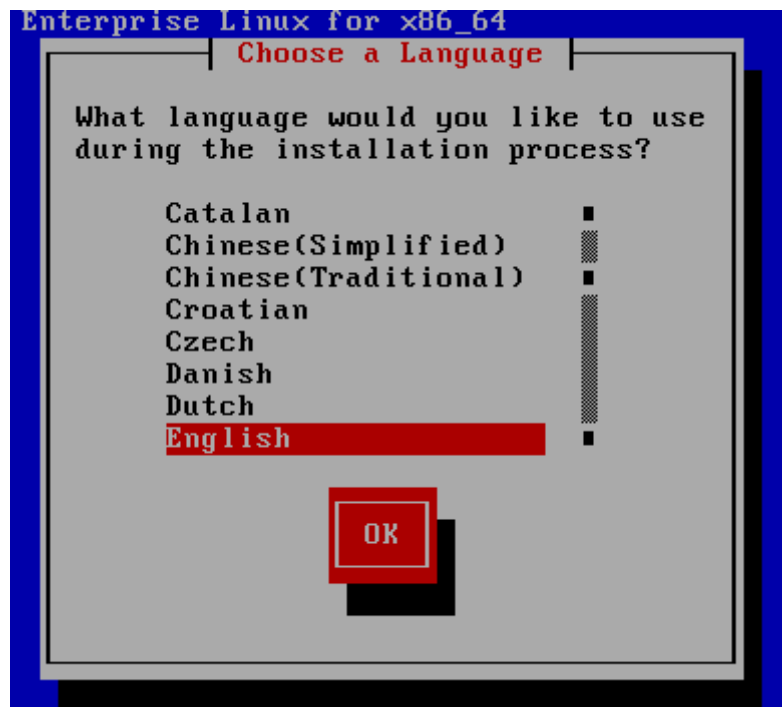 Enterprise Linux for x86_64
Choose a Language
What language would you like to use
during the installation process?
Catalan
Chinese(Simplified)
Chinese(Traditional)
Croatian
Czech
Danish
Dutch
English
OK